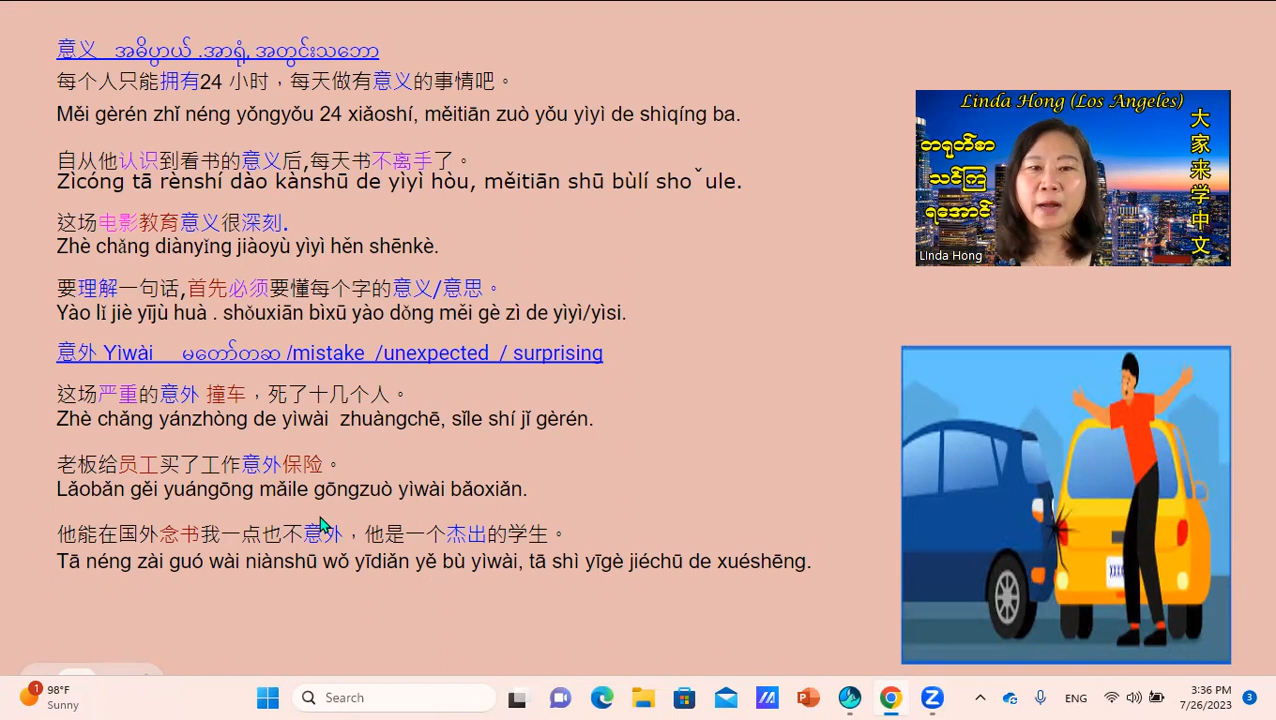 意义 အဓိပ္ပာယ် .အာရုံ, အတွင်းသဘော
每个人只能拥有24 小时，每天做有意义的事情吧。
Měi gèrén zhǐ néng yǒngyǒu 24 xiǎoshí, měitiān zuò yǒu yìyì de shìqíng ba.
自从他认识到看书的意义后,每天书不离手了。
Zìcóng tā rènshí dào kànshū de yìyì hòu, měitiān shū bùlí shoˇule.
这场电影教育意义很深刻.
Zhè chǎng diànyǐng jiàoyù yìyì hěn shēnkè.
要理解一句话,首先必须要懂每个字的意义/意思。
Yào lǐ jiè yījù huà . shǒuxiān bìxū yào dǒng měi gè zì de yìyì/yìsi.
意外 Yìwài မတော်တဆ /mistake /unexpected / surprising
这场严重的意外 撞车，死了十几个人。
Zhè chǎng yánzhòng de yìwài zhuàngchē, sǐle shí jǐ gèrén.
老板给员工买了工作意外保险。
Lǎobǎn gěi yuángōng mǎile gōngzuò yìwài bǎoxiǎn.
他能在国外念书我一点也不意外，他是一个杰出的学生。
Tā néng zài guó wài niànshū wǒ yīdiǎn yě bù yìwài, tā shì yīgè jiéchū de xuéshēng.
Linda Hong (Los Angeles)
တရုတ်စာ
သင်ကြ
ရအောင်
大家来学中文
Linda Hong
98°F
Sunny
1
Search
ENG
3:36 PM
7/26/2023
3